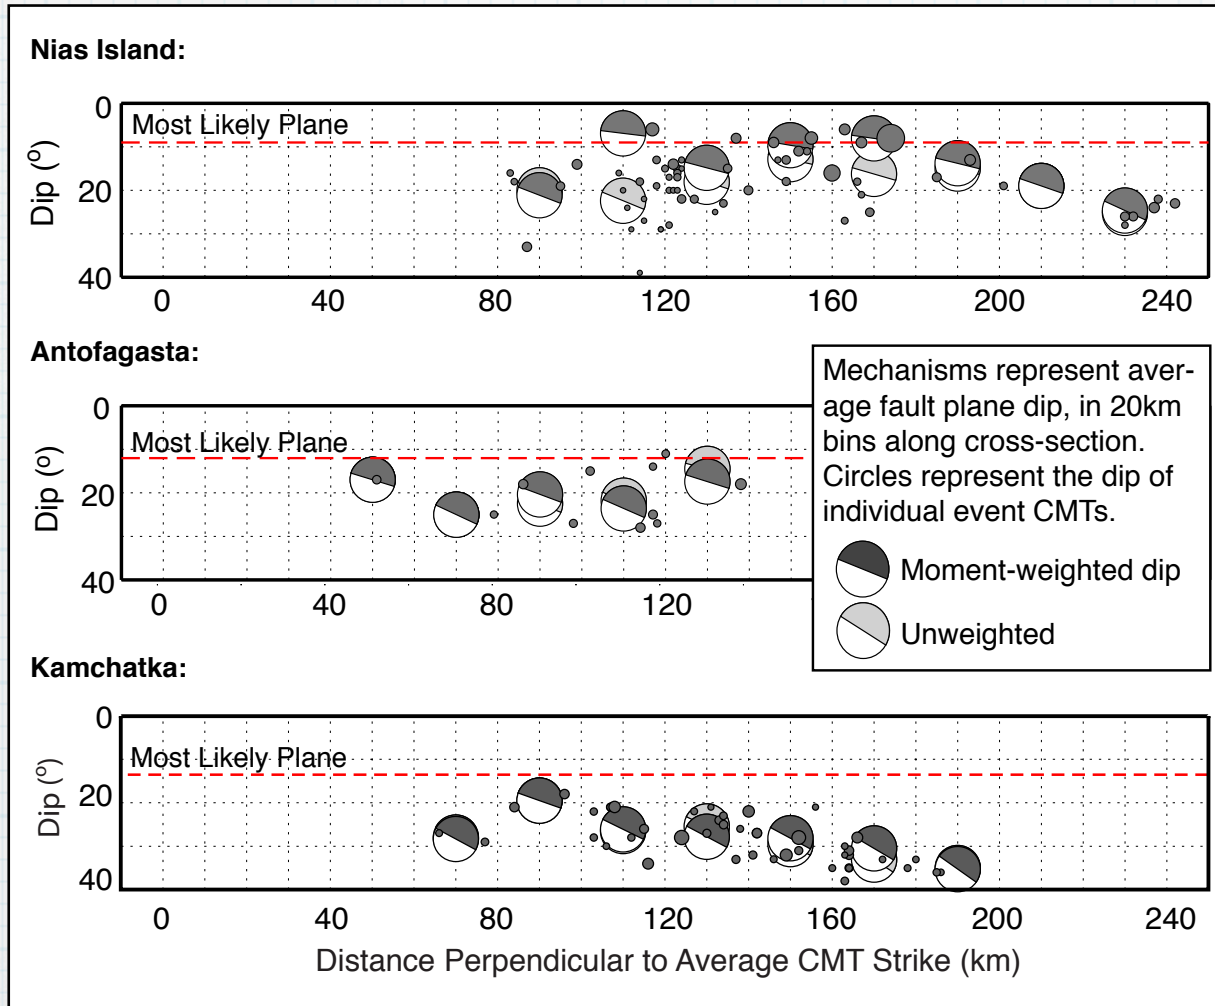 Nias Island:
0
Most Likely Plane
20
40
Dip (º)
0 40 80 120 160 200 240
Antofagasta:
0
Most Likely Plane
20
40
Dip (º)
0 40 80 120
Mechanisms represent aver-
age fault plane dip, in 20km
bins along cross-section.
Circles represent the dip of
individual event CMTs.
Moment-weighted dip
Unweighted
Kamchatka:
0
Most Likely Plane
20
40
Dip (º)
0 40 80 120 160 200 240
Distance Perpendicular to Average CMT Strike (km)